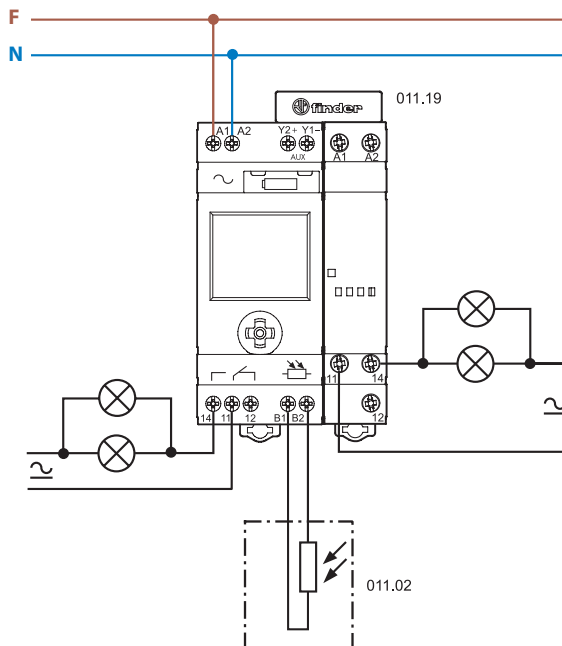 F
N
finder
011.19
A1 A2 Y2+ Y1–
AUX
A1 A2
11 14
12
14 11 12 B1 B2
011.02